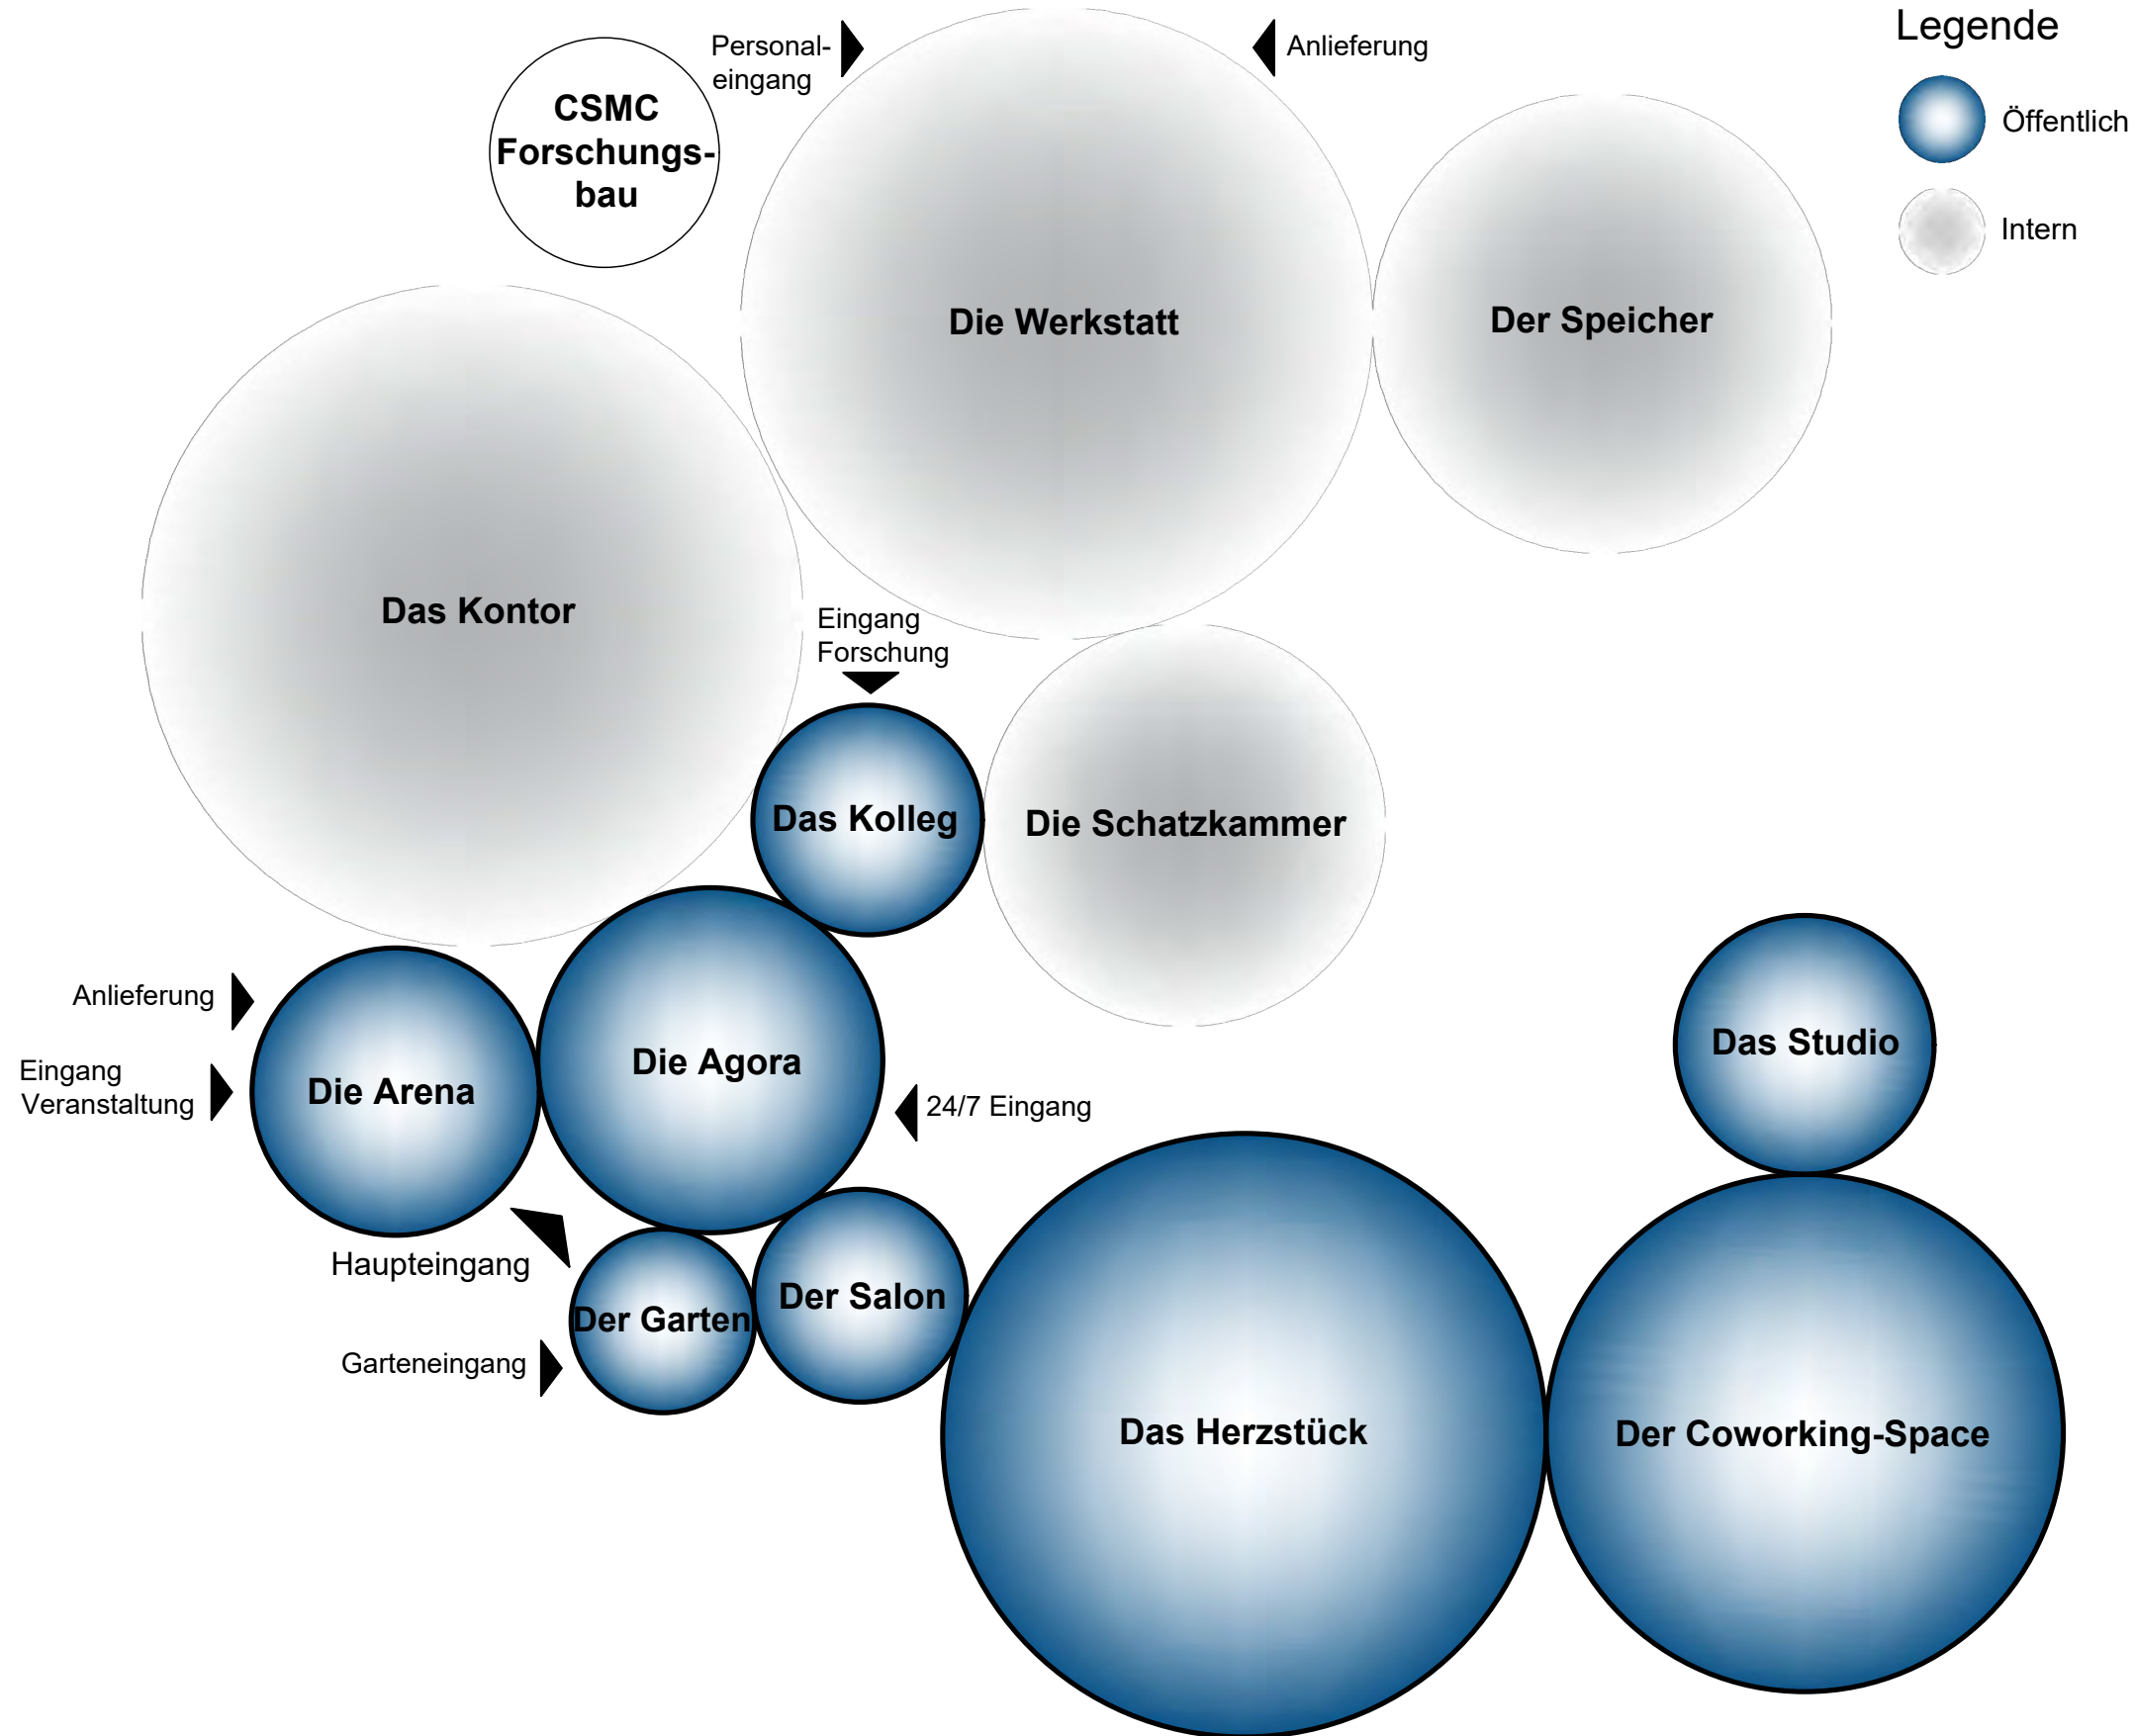 Legende
Öffentlich
Intern
Personal-
eingang
Anlieferung
CSMC
Forschungs-
bau
Die Werkstatt
Der Speicher
Das Kontor
Eingang
Forschung
Das Kolleg
Die Schatzkammer
Anlieferung
Eingang
Veranstaltung
Die Arena
Die Agora
24/7 Eingang
Das Studio
Haupteingang
Der Garten
Der Salon
Garteneingang
Das Herzstück
Der Coworking-Space